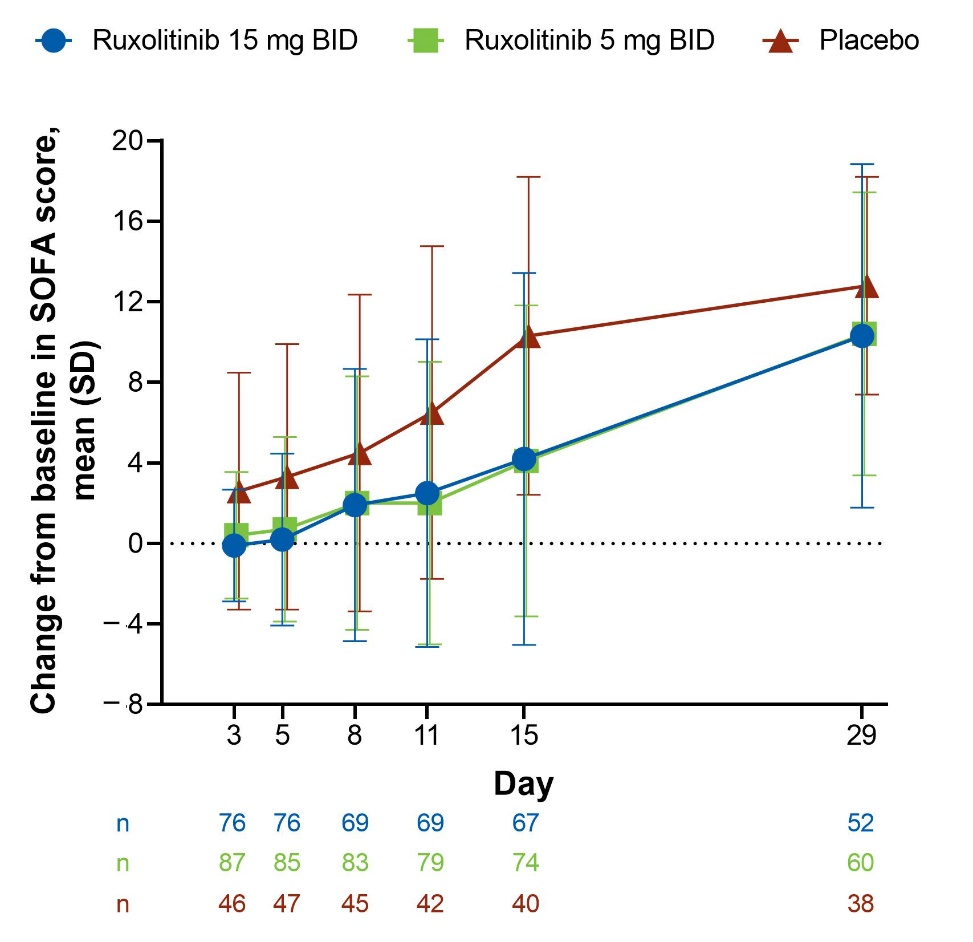 Ruxolitinib 15 mg BID Ruxolitinib 5 mg BID Placebo
Change from baseline in SOFA score,
mean (SD)
20
16
12
8
4
0
−4
−8
3 5 8 11 15 29
Day
n 76 76 69 69 67 52
n 87 85 83 79 74 60
n 46 47 45 42 40 38